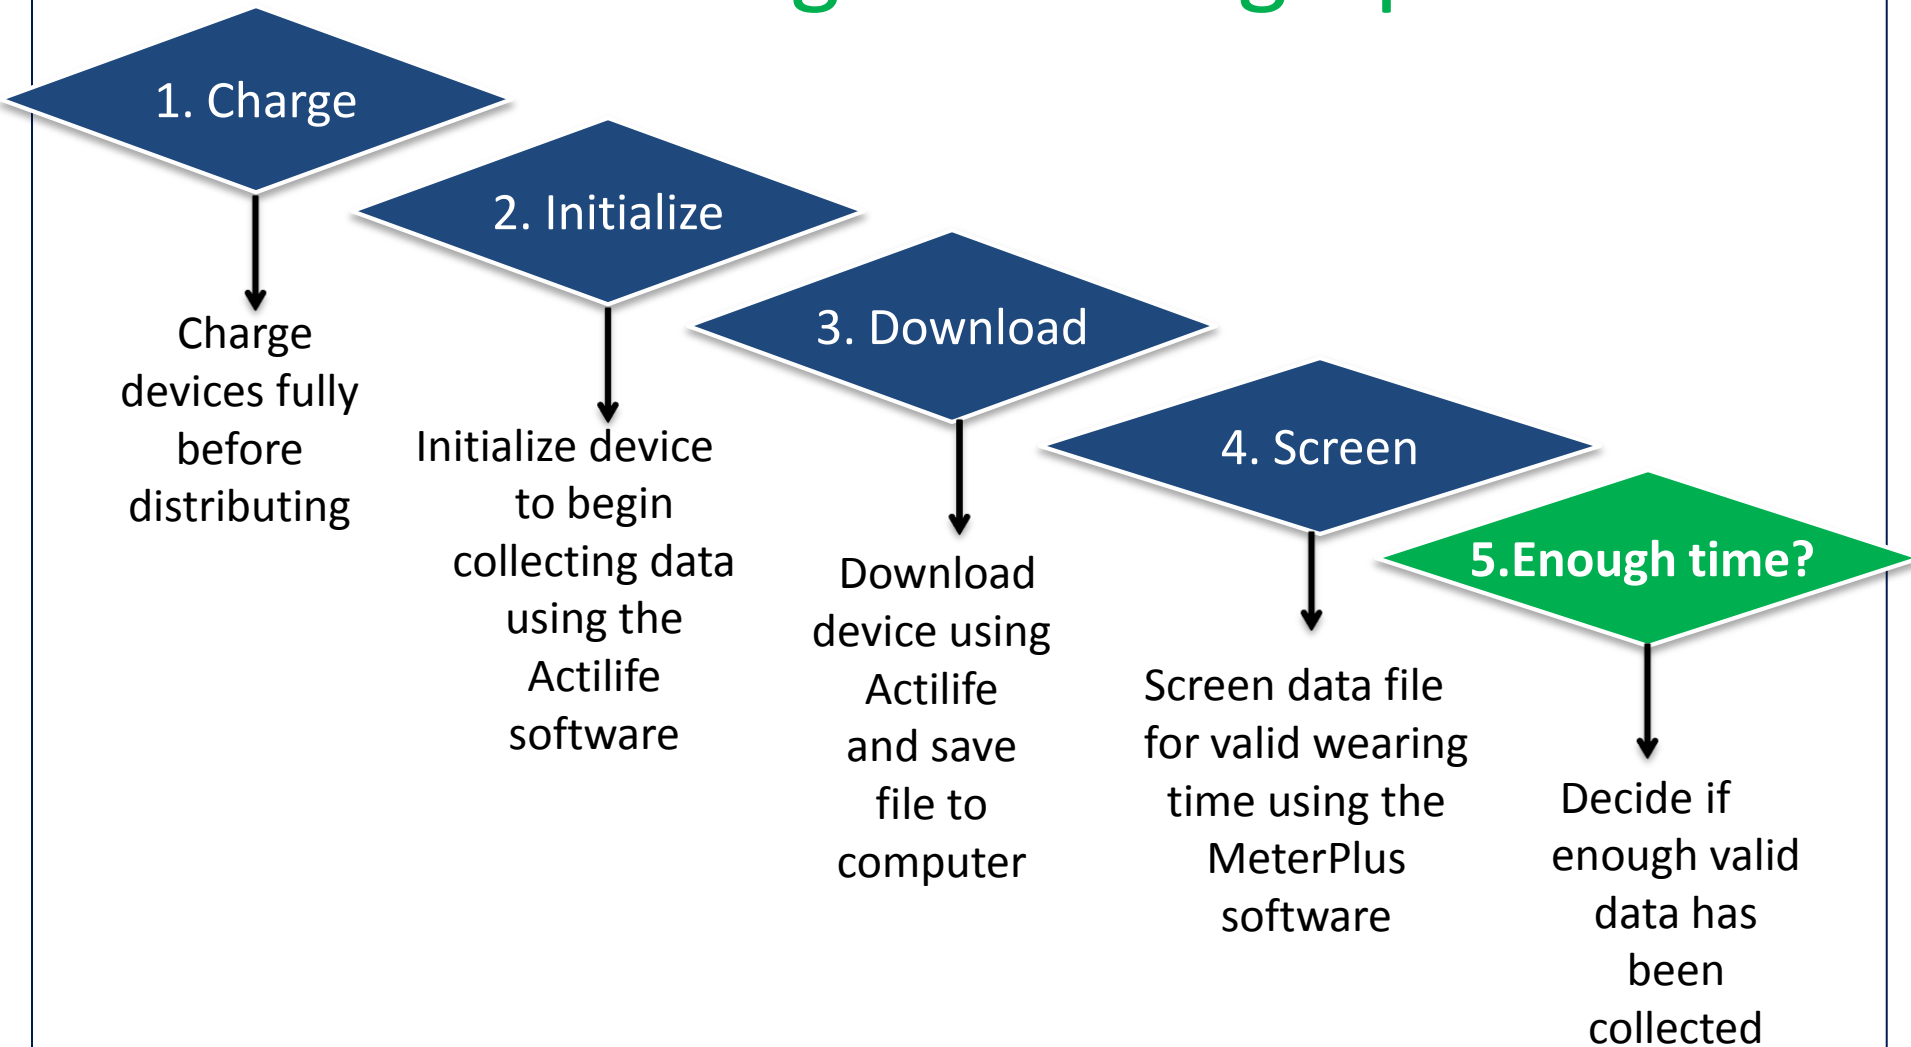 1. Charge
Charge
devices fully
before
distributing
2. Initialize
Initialize device
to begin
collecting data
using the
Actilife
software
3. Download
Download
device using
Actilife
and save
file to
computer
4. Screen
Screen data file
for valid wearing
time using the
MeterPlus
software
5.Enough time?
Decide if
enough valid
data has
been
collected